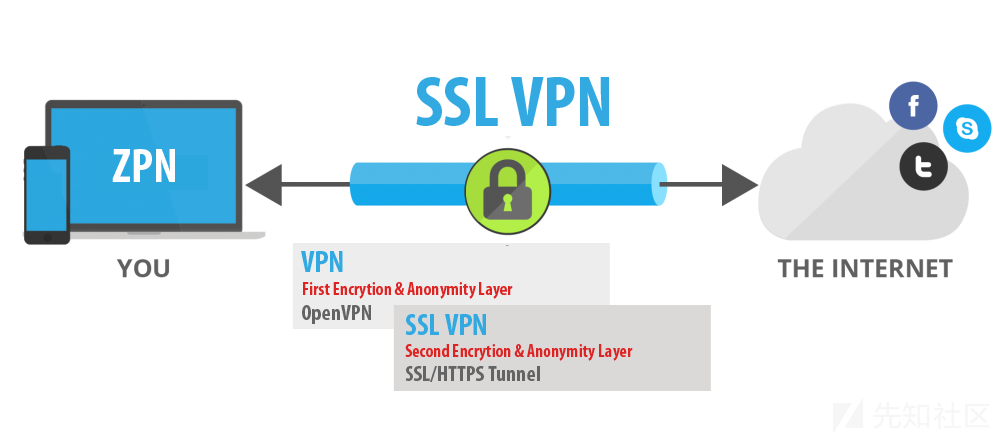 SSL VPN
ZPN
f
S
t
YOU
THE INTERNET
VPN
First Encrytion & Anonymity Layer
OpenVPN
SSL VPN
Second Encrytion & Anonymity Layer
SSL/HTTPS Tunnel
先知社区